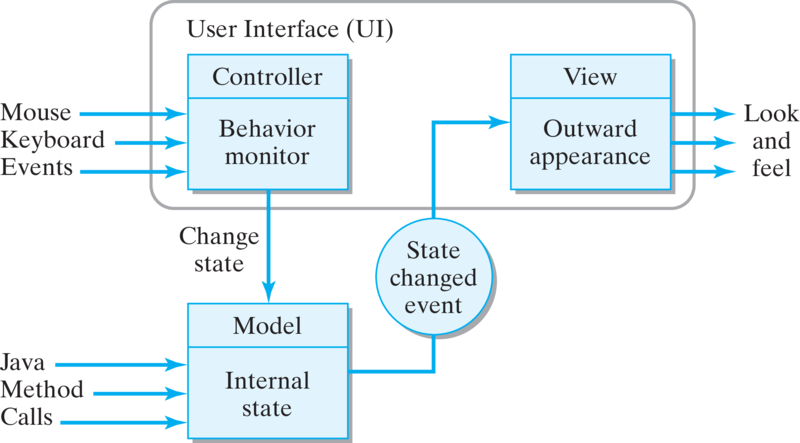 User Interface (UI)
Controller
View
Mouse
Keyboard
Events
Behavior
monitor
Outward
appearance
Look
and
feel
Change
state
State
changed
event
Model
Java
Method
Calls
Internal
state